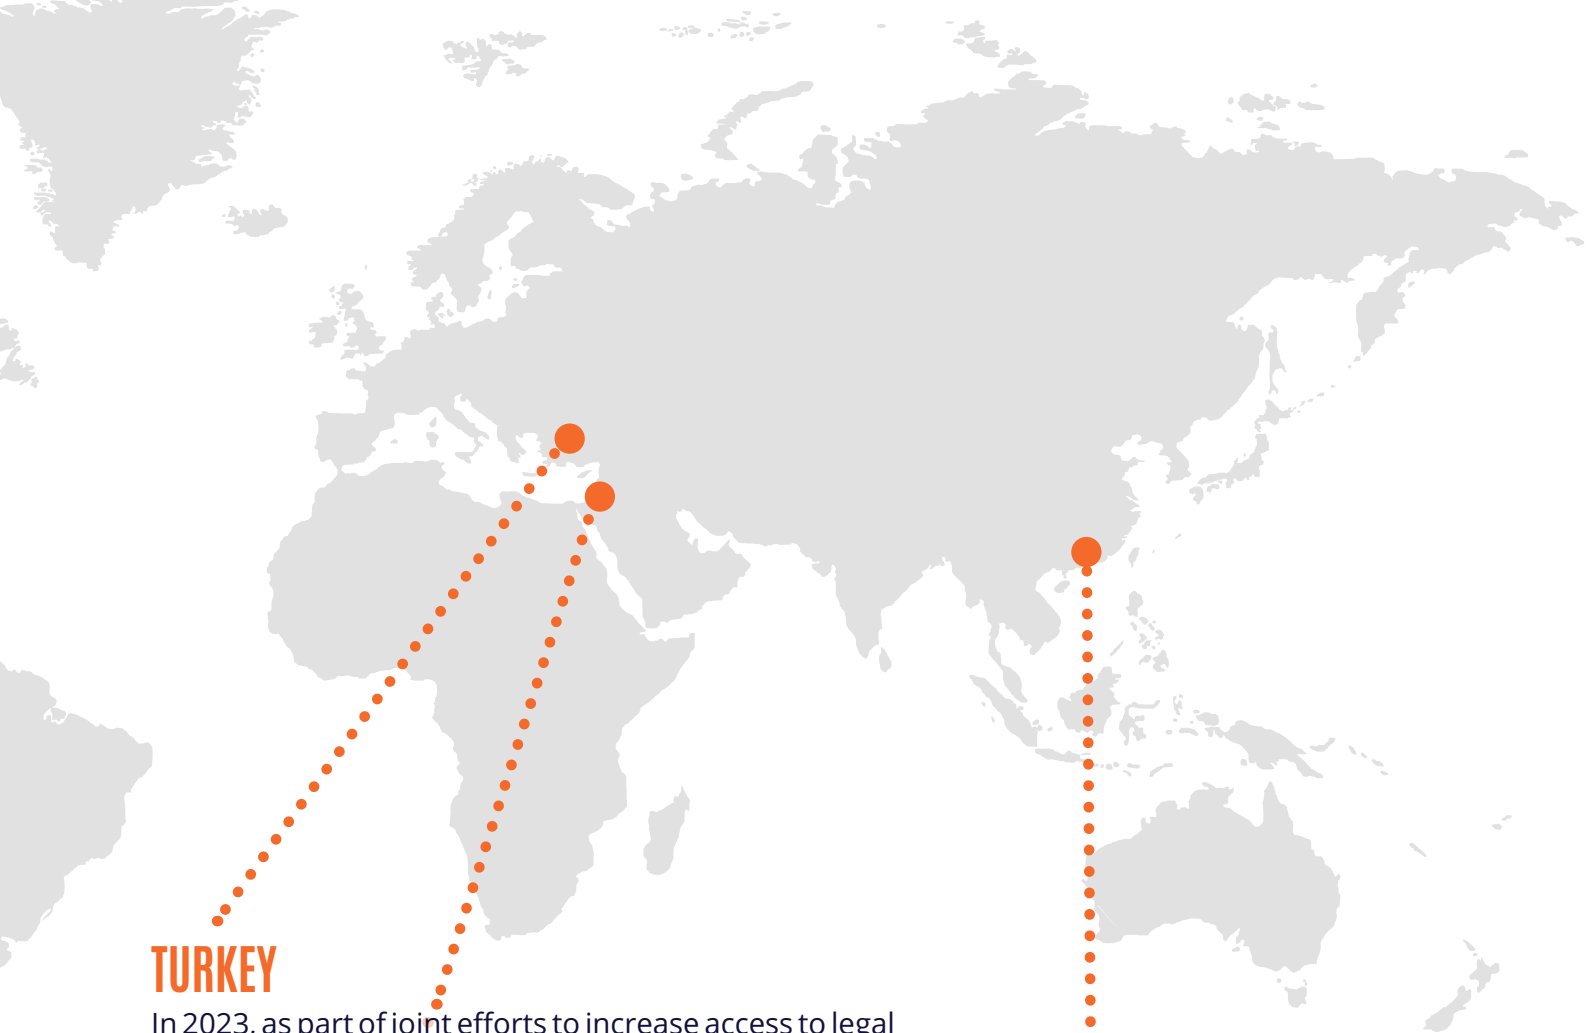 TURKEY
In 2023, as part of joint efforts to increase access to legal